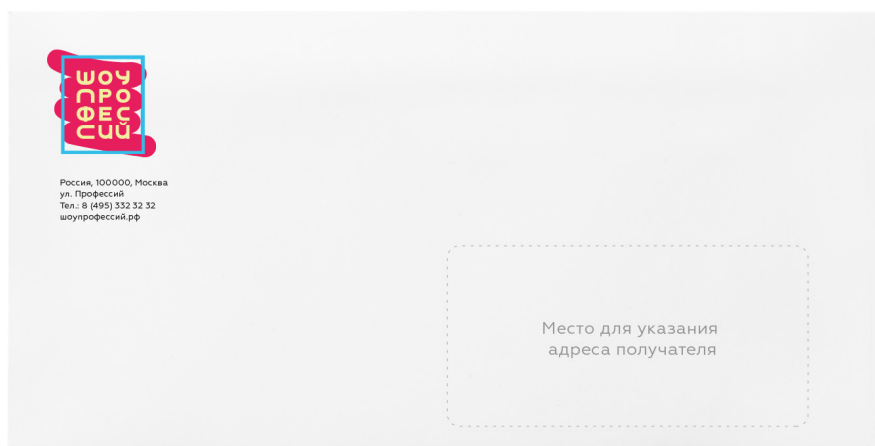 ШОУ
ПРО
ФЕС
СИЙ
Россия, 100000, Москва
ул. Профессий
Тел.: 8 (495) 332 32 32
шоупрофессий.рф
Место для указания
адреса получателя